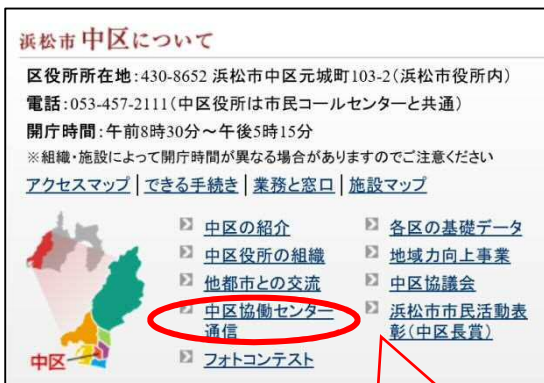 浜松市 中区について
区役所所在地:430-8652 浜松市中区元城町103-2(浜松市役所内)
電話:053-457-2111(中区役所は市民コールセンターと共通)
開庁時間:午前8時30分～午後5時15分
※組織・施設によって開庁時間が異なる場合がありますのでご注意ください
アクセスマップ | できる手続き | 業務と窓口 | 施設マップ
中区の紹介
中区役所の組織
他都市との交流
中区協働センター
通信
フォトコンテスト
各区の基礎データ
地域力向上事業
中区協議会
浜松市市民活動表
彰(中区長賞)
中区